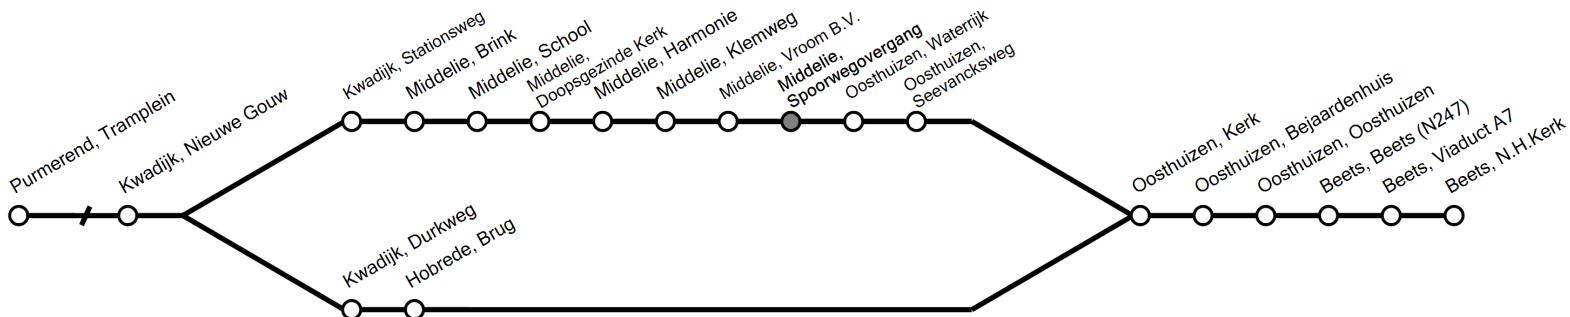 Purmerend, Tramplein
Kwadijk, Nieuwe Gouw
Kwadijk, Stationsweg
Middelie, Brink
Middelie, School
Middelie,
Doopsgezinde Kerk
Middelie, Harmonie
Middelie, Klemweg
Middelie, Vroom B.V.
Middelie,
Spoorwegovergang
Oosthuizen, Waterrijk
Oosthuizen,
Seevancksweg
Kwadijk, Durkweg
Hobrede, Brug
Oosthuizen, Kerk
Oosthuizen, Bejaardenhuis
Oosthuizen, Oosthuizen
Beets, Beets (N247)
Beets, Viaduct A7
Beets, N.H.Kerk